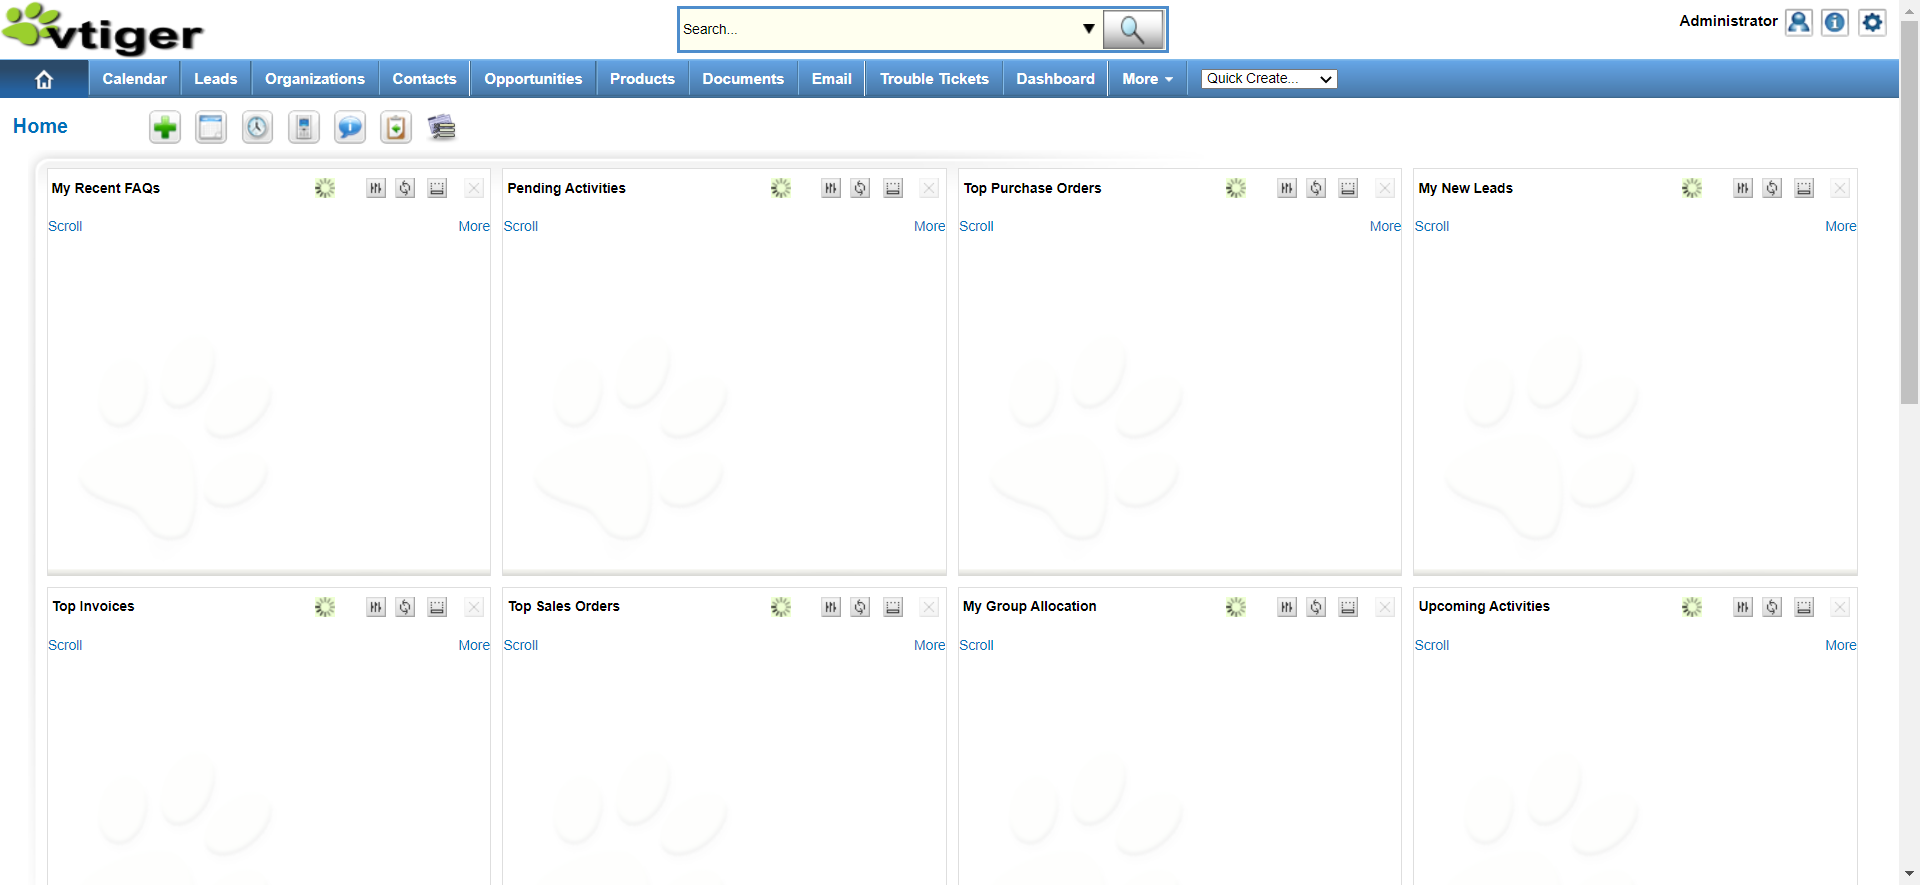 vtiger
Search...
Administrator
Calendar Leads Organizations Contacts Opportunities Products Documents Email Trouble Tickets Dashboard More Quick Create...
Home
My Recent FAQs
Scroll More
Pending Activities
Scroll More
Top Purchase Orders
Scroll More
My New Leads
Scroll More
Top Invoices
Scroll More
Top Sales Orders
Scroll More
My Group Allocation
Scroll
Upcoming Activities
Scroll More